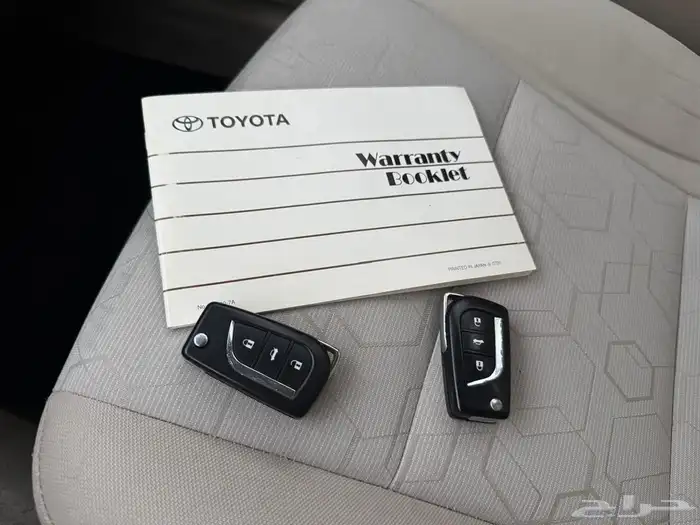 TOYOTA
Warranty
Booklet
حراج